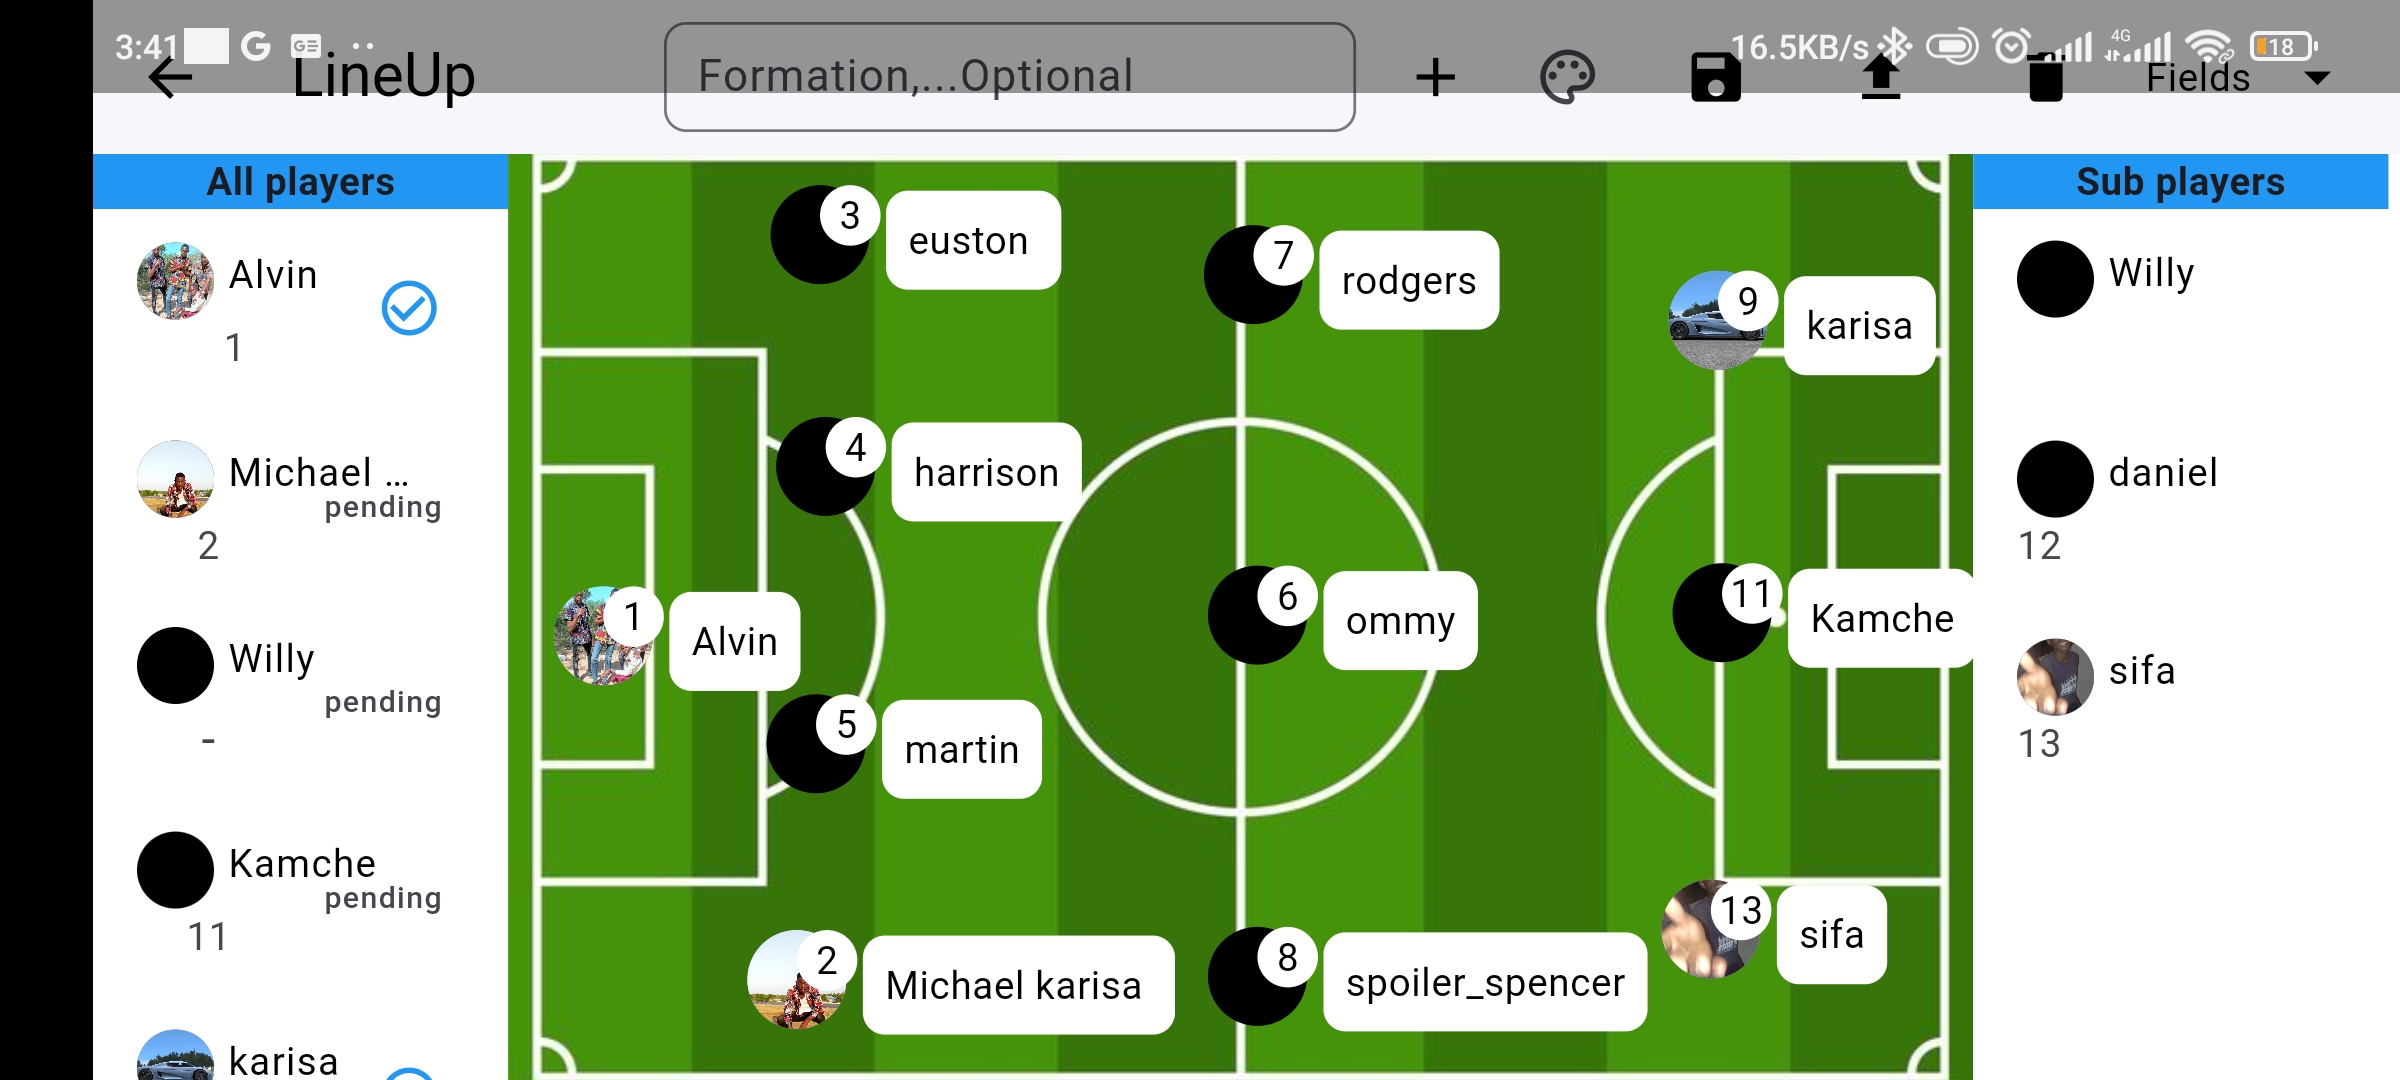 3:41
16.5KB/s
4G
18
LineUp
Formation,...Optional
Fields
All players
Alvin
1
Michael ...
pending
2
Willy
pending
-
Kamche
pending
11
karisa
3
euston
7
rodgers
9
karisa
4
harrison
6
ommy
11
Kamche
1
Alvin
5
martin
2
Michael karisa
8
spoiler_spencer
13
sifa
Sub players
Willy
daniel
12
sifa
13